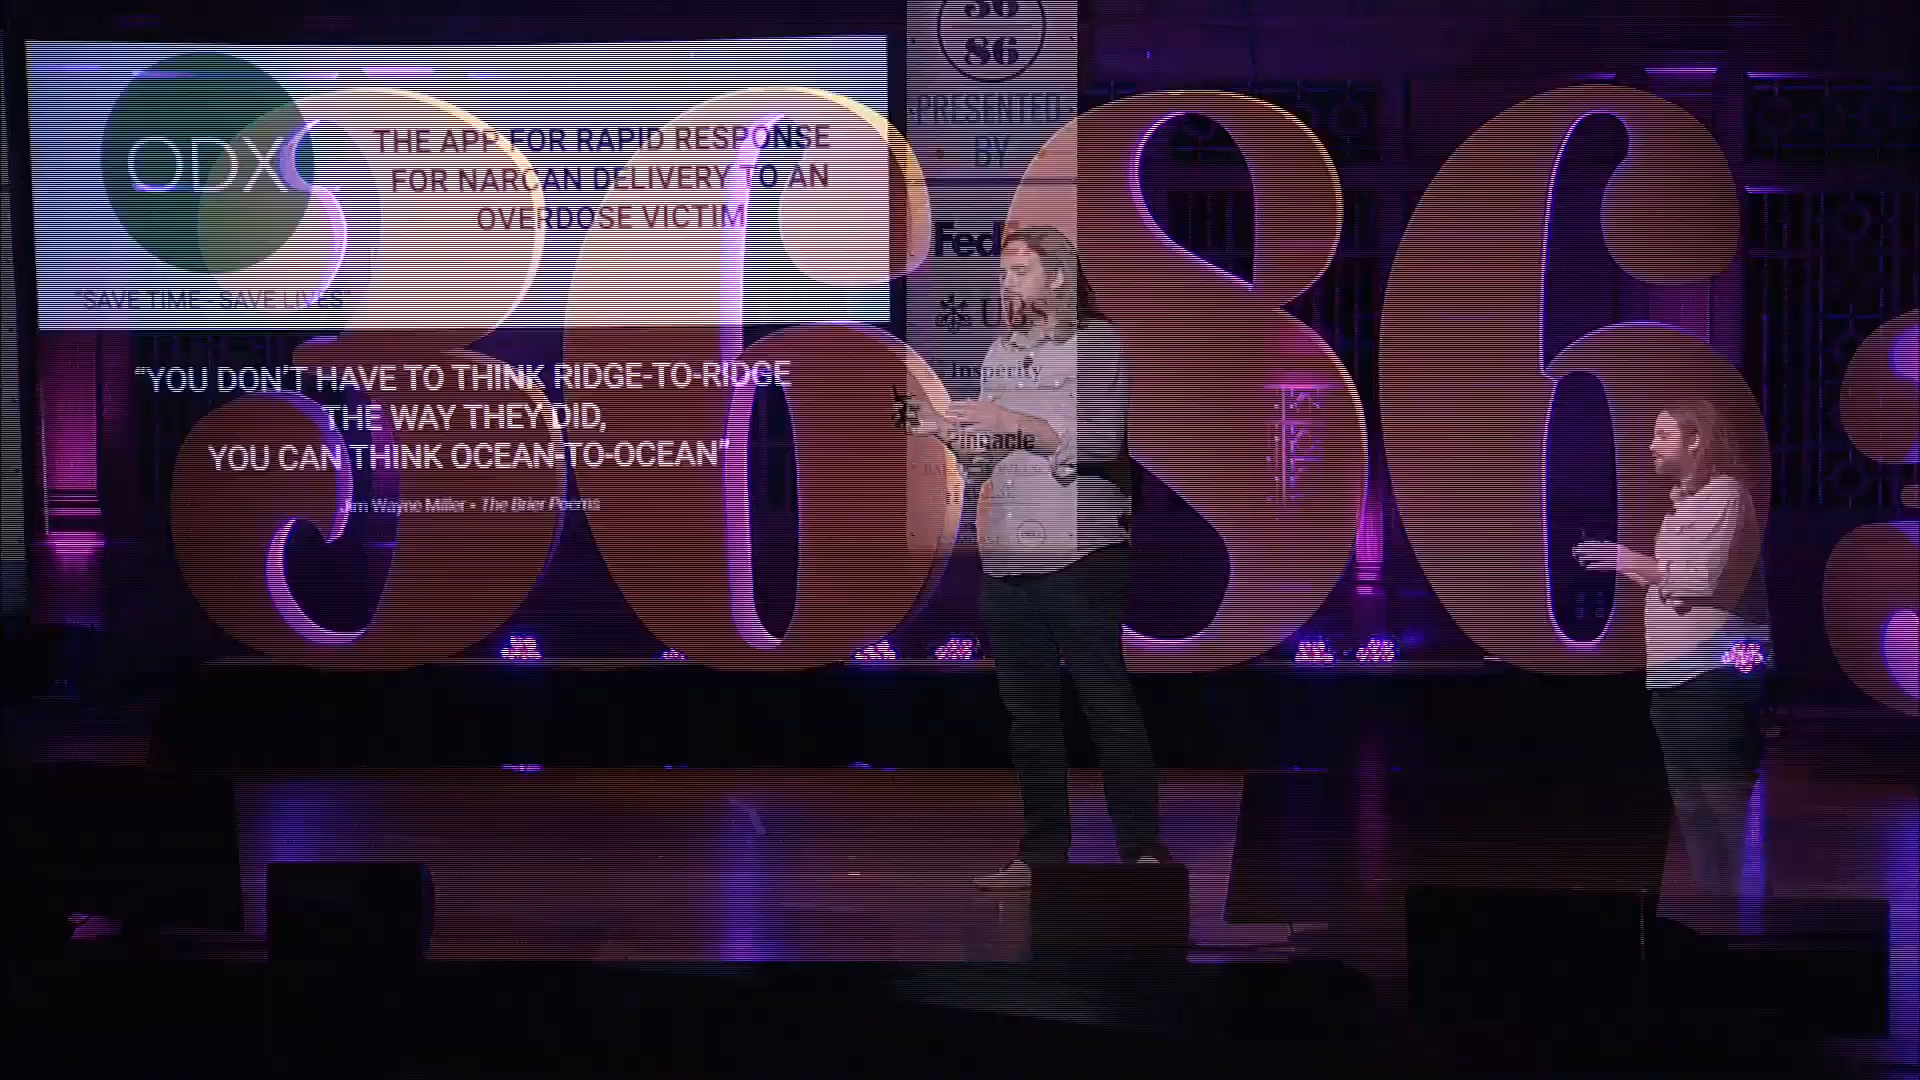 36
86
PRESENTED
BY
ODX
THE APP FOR RAPID RESPONSE
FOR NARCAN DELIVERY TO AN
OVERDOSE VICTIM
"SAVE TIME - SAVE LIVES"
3686
FedEx
UBS
Insperity
Pinnacle
“YOU DON’T HAVE TO THINK RIDGE-TO-RIDGE
THE WAY THEY DID,
YOU CAN THINK OCEAN-TO-OCEAN”
Jim Wayne Miller • The Brier Poems